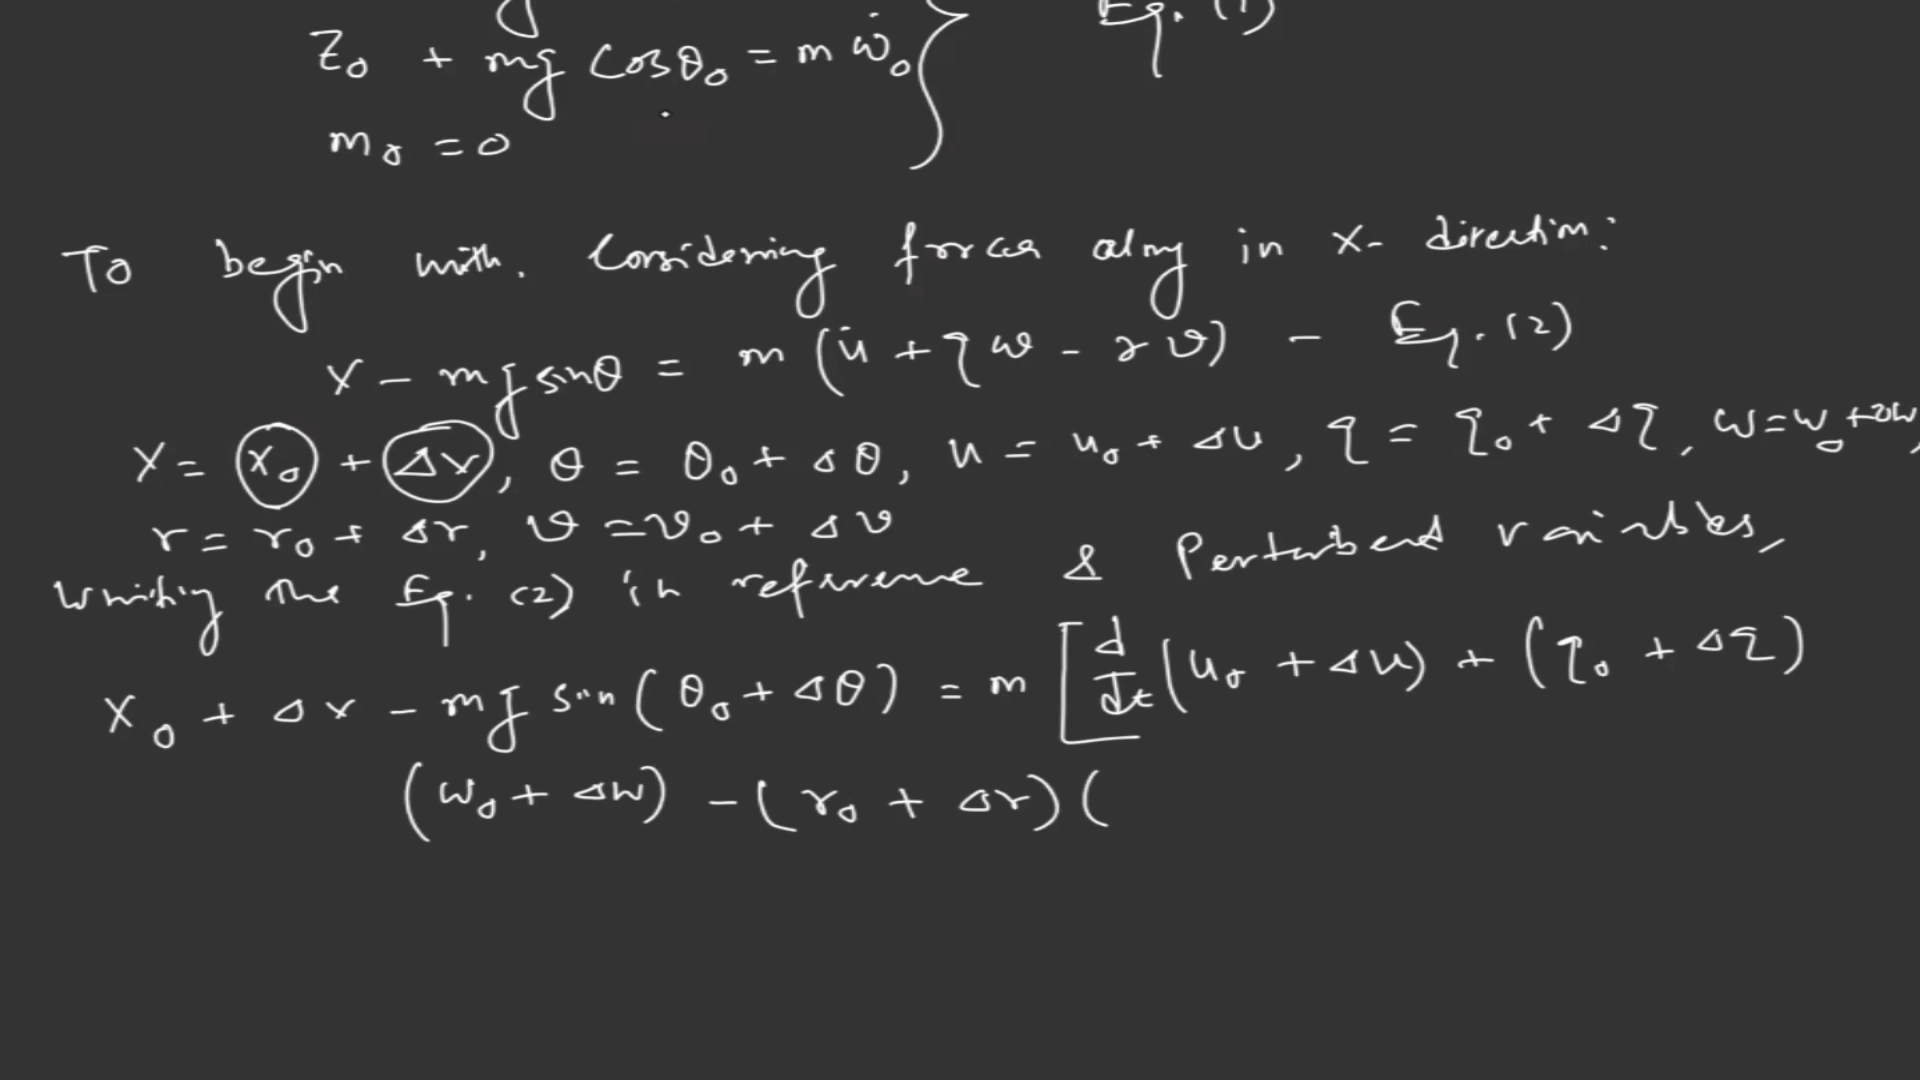 Eq. (1)
Z₀ + mg cosθ₀ = m ẇ₀
m₀ = 0
To begin with. Considering forces along in X- direction:
X - mg sinθ = m (u̇ + qw - rv) - Eq. (2)
X = X₀ + ΔX, θ = θ₀ + Δθ, u = u₀ + Δu, q = q₀ + Δq, w = w₀ + Δw,
r = r₀ + Δr, v = v₀ + Δv
Writing the Eq. (2) in reference & Perturbed variables,
X₀ + ΔX - mg sin(θ₀ + Δθ) = m [d/dt (u₀ + Δu) + (q₀ + Δq)
(w₀ + Δw) - (r₀ + Δr) (